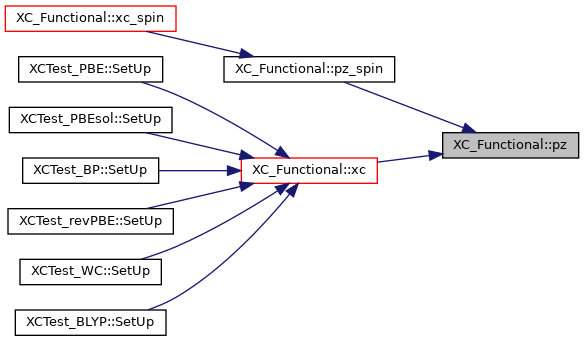 XC_Functional::xc_spin
XC_Functional::pz_spin
XCTest_PBE::SetUp
XCTest_PBEsol::SetUp
XC_Functional::pz
XCTest_BP::SetUp
XC_Functional::xc
XCTest_revPBE::SetUp
XCTest_WC::SetUp
XCTest_BLYP::SetUp